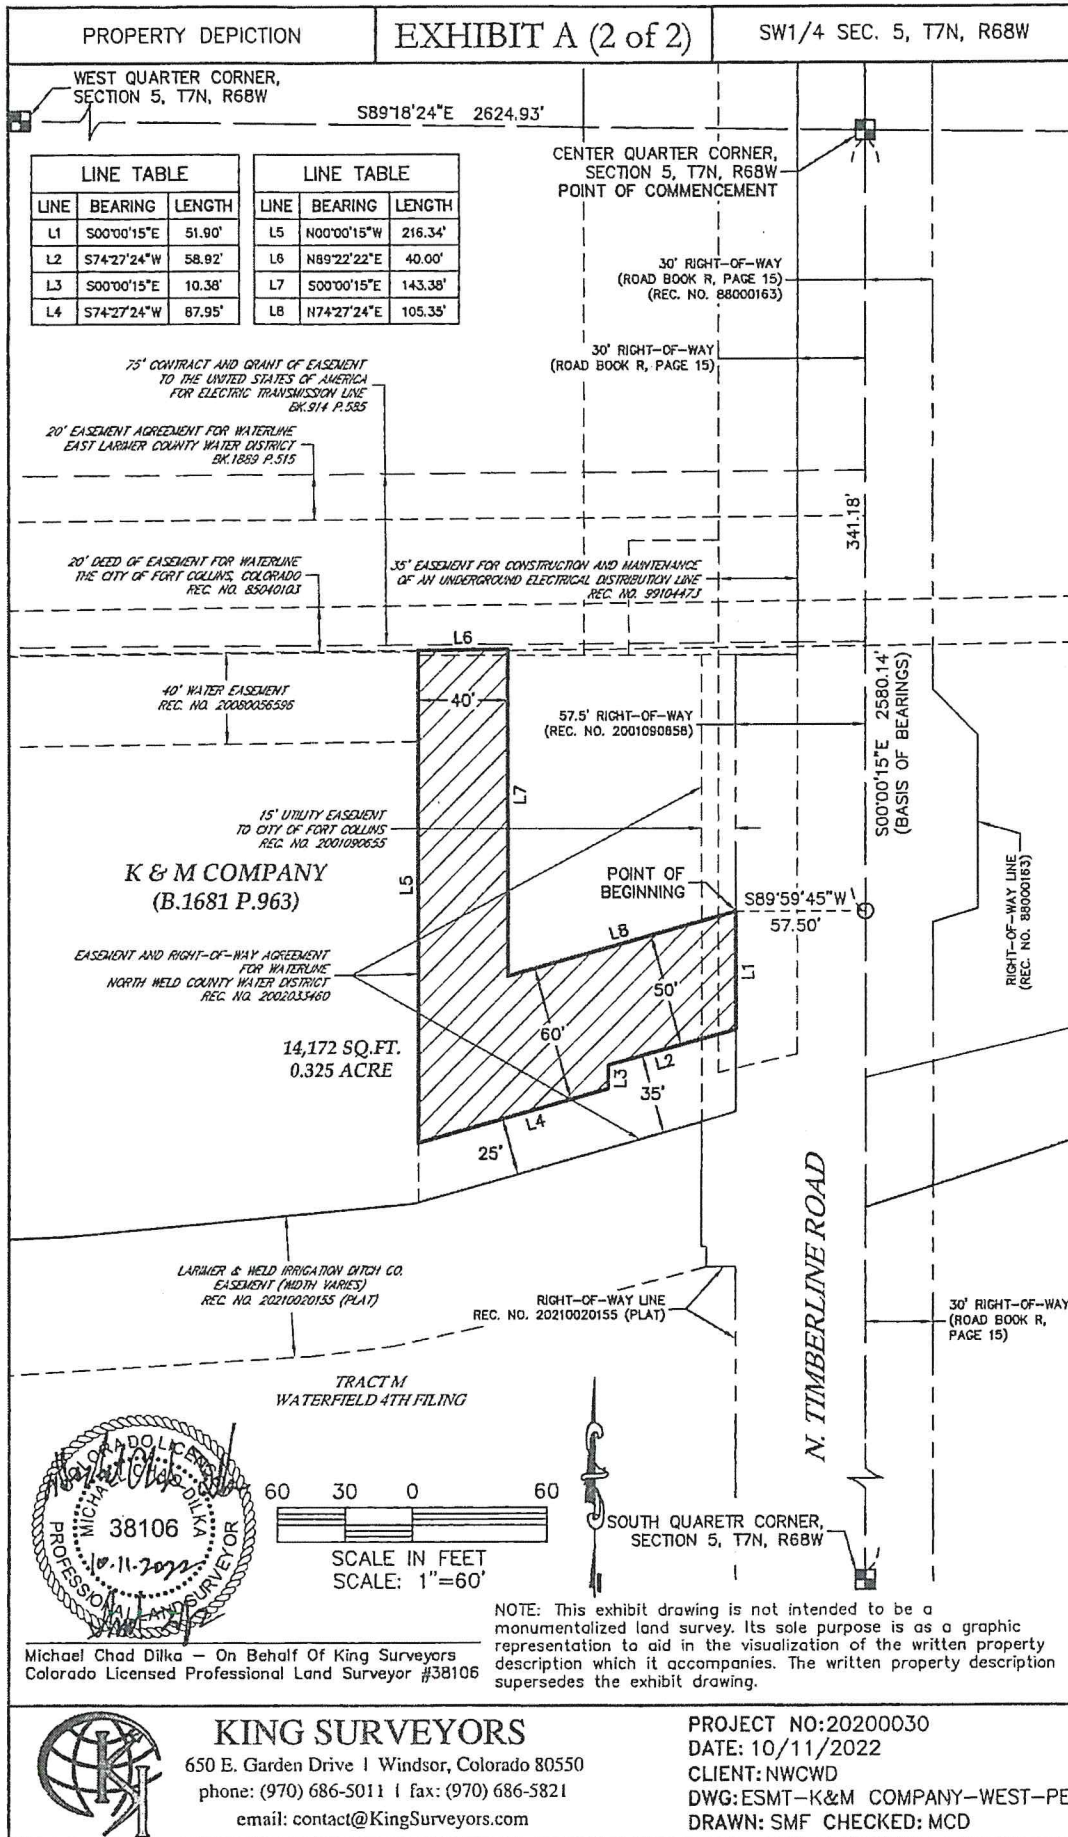 PROPERTY DEPICTION
EXHIBIT A (2 of 2)
SW1/4 SEC. 5, T7N, R68W
WEST QUARTER CORNER,
SECTION 5, T7N, R68W
S89°18'24"E 2624.93'
CENTER QUARTER CORNER,
SECTION 5, T7N, R68W
POINT OF COMMENCEMENT
LINE TABLE
LINE BEARING LENGTH
L1 S00°00'15"E 51.90'
L2 S74°27'24"W 58.92'
L3 S00°00'15"E 10.38'
L4 S74°27'24"W 87.95'
LINE TABLE
LINE BEARING LENGTH
L5 N00°00'15"W 216.34'
L6 N89°22'22"E 40.00'
L7 S00°00'15"E 143.38'
L8 N74°27'24"E 105.35'
30' RIGHT-OF-WAY
(ROAD BOOK R, PAGE 15)
(REC. NO. 88000163)
30' RIGHT-OF-WAY
(ROAD BOOK R, PAGE 15)
75' CONTRACT AND GRANT OF EASEMENT
TO THE UNITED STATES OF AMERICA
FOR ELECTRIC TRANSMISSION LINE
BK.914 P.585
20' EASEMENT AGREEMENT FOR WATERLINE
EAST LARIMER COUNTY WATER DISTRICT
BK.1889 P.515
341.18'
20' DEED OF EASEMENT FOR WATERLINE
THE CITY OF FORT COLLINS, COLORADO
REC. NO. 85040103
35' EASEMENT FOR CONSTRUCTION AND MAINTENANCE
OF AN UNDERGROUND ELECTRICAL DISTRIBUTION LINE
REC. NO. 99104473
L6
40' WATER EASEMENT
REC. NO. 20080056596
40'
57.5' RIGHT-OF-WAY
(REC. NO. 2001090858)
S00°00'15"E 2580.14'
(BASIS OF BEARINGS)
L7
15' UTILITY EASEMENT
TO CITY OF FORT COLLINS
REC. NO. 2001090655
K & M COMPANY
(B.1681 P.963)
L5
POINT OF
BEGINNING
S89°59'45"W
57.50'
RIGHT-OF-WAY LINE
(REC. NO. 88000163)
L8
L1
EASEMENT AND RIGHT-OF-WAY AGREEMENT
FOR WATERLINE
NORTH WELD COUNTY WATER DISTRICT
REC. NO. 2002033460
50'
60'
14,172 SQ.FT.
0.325 ACRE
L2
L3
35'
L4
25'
N. TIMBERLINE ROAD
LARIMER & WELD IRRIGATION DITCH CO.
EASEMENT (WIDTH VARIES)
REC. NO. 20210020155 (PLAT)
RIGHT-OF-WAY LINE
REC. NO. 20210020155 (PLAT)
30' RIGHT-OF-WAY
(ROAD BOOK R,
PAGE 15)
TRACT M
WATERFIELD 4TH FILING
COLORADO LICENSED
MICHAEL CHAD DILKA
38106
PROFESSIONAL LAND SURVEYOR
60 30 0 60
SCALE IN FEET
SCALE: 1"=60'
SOUTH QUARETR CORNER,
SECTION 5, T7N, R68W
NOTE: This exhibit drawing is not intended to be a
monumentalized land survey. Its sole purpose is as a graphic
representation to aid in the visualization of the written property
description which it accompanies. The written property description
supersedes the exhibit drawing.
Michael Chad Dilka – On Behalf Of King Surveyors
Colorado Licensed Professional Land Surveyor #38106
KING SURVEYORS
650 E. Garden Drive | Windsor, Colorado 80550
phone: (970) 686-5011 | fax: (970) 686-5821
email: contact@KingSurveyors.com
PROJECT NO:20200030
DATE: 10/11/2022
CLIENT: NWCWD
DWG: ESMT-K&M COMPANY-WEST-PE
DRAWN: SMF CHECKED: MCD